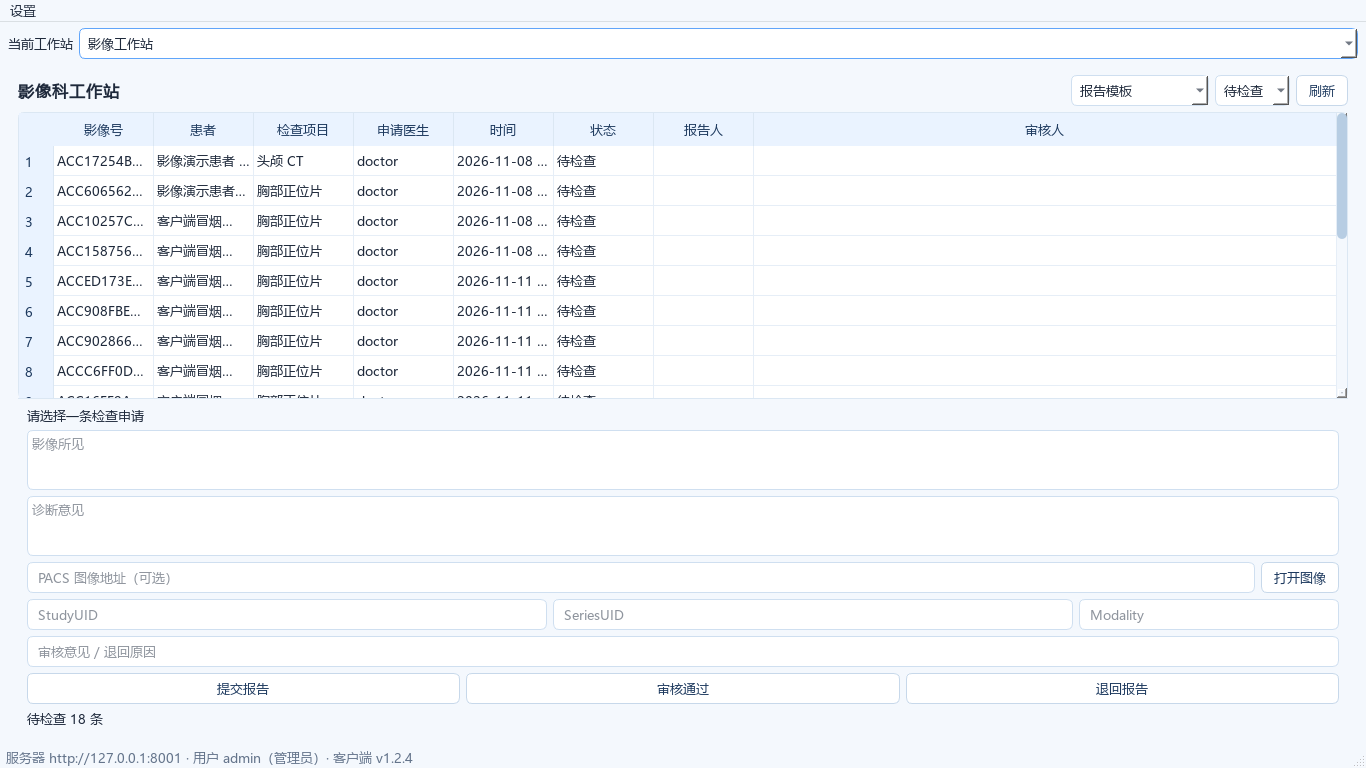 设置
当前工作站 影像工作站
影像科工作站 报告模板 待检查 刷新
影像号 患者 检查项目 申请医生 时间 状态 报告人 审核人
1 ACC17254B... 影像演示患者 ... 头颅 CT doctor 2026-11-08 ... 待检查
2 ACC606562... 影像演示患者... 胸部正位片 doctor 2026-11-08 ... 待检查
3 ACC10257C... 客户端冒烟... 胸部正位片 doctor 2026-11-08 ... 待检查
4 ACC158756... 客户端冒烟... 胸部正位片 doctor 2026-11-08 ... 待检查
5 ACCED173E... 客户端冒烟... 胸部正位片 doctor 2026-11-11 ... 待检查
6 ACC908FBE... 客户端冒烟... 胸部正位片 doctor 2026-11-11 ... 待检查
7 ACC902866... 客户端冒烟... 胸部正位片 doctor 2026-11-11 ... 待检查
8 ACCC6FF0D... 客户端冒烟... 胸部正位片 doctor 2026-11-11 ... 待检查
请选择一条检查申请
影像所见
诊断意见
PACS 图像地址（可选） 打开图像
StudyUID SeriesUID Modality
审核意见 / 退回原因
提交报告 审核通过 退回报告
待检查 18 条
服务器 http://127.0.0.1:8001 · 用户 admin（管理员）· 客户端 v1.2.4